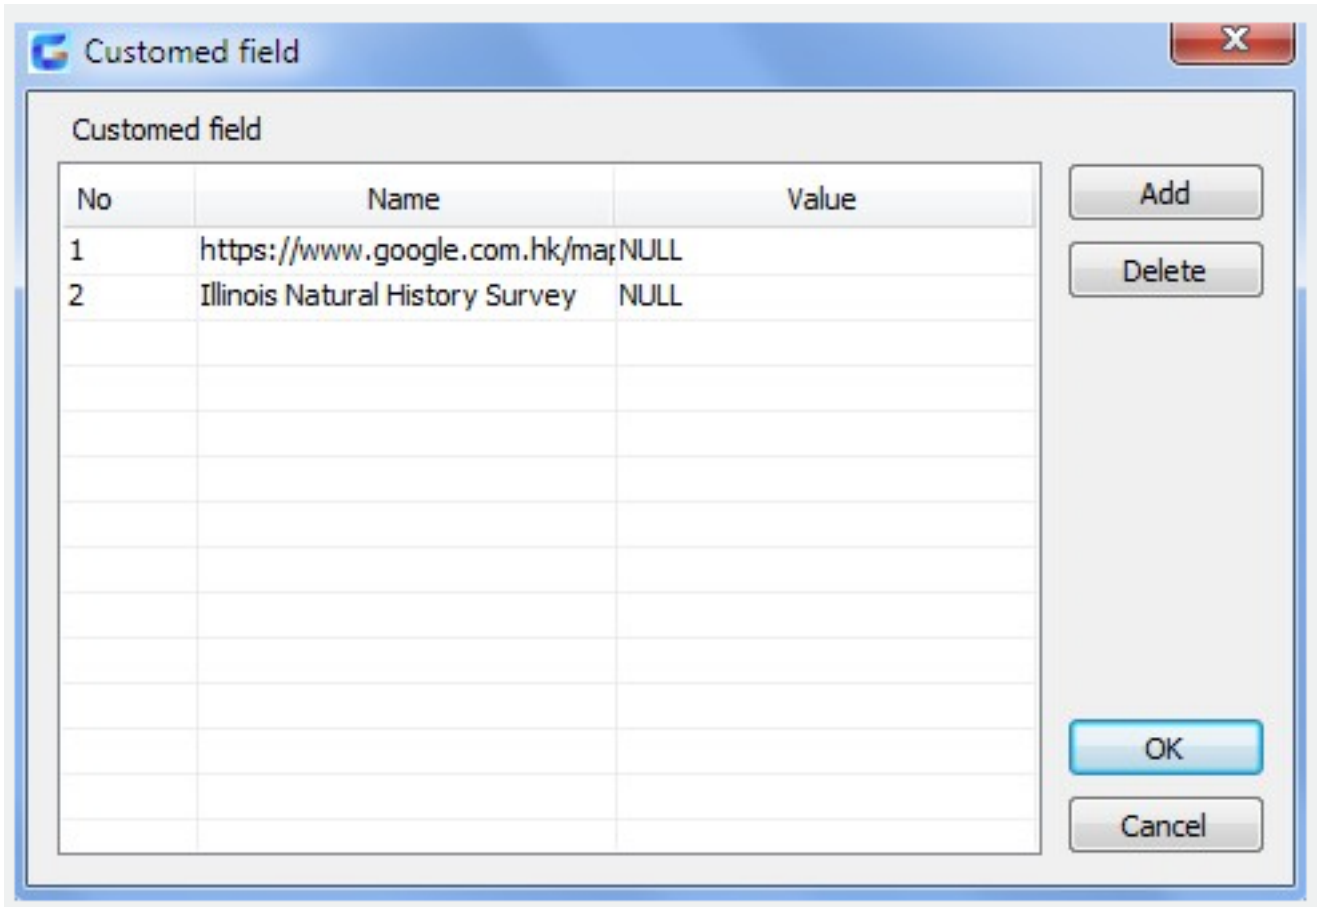 Customed field
Customed field
No Name Value
1 https://www.google.com.hk/map NULL
2 Illinois Natural History Survey NULL
Add
Delete
OK
Cancel